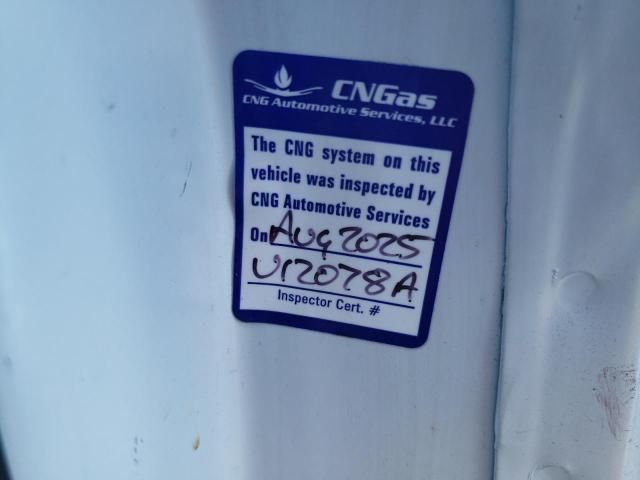 CNGas
CNG Automotive Services, LLC
The CNG system on this
vehicle was inspected by
CNG Automotive Services
On Aug 2025
U12078A
Inspector Cert. #